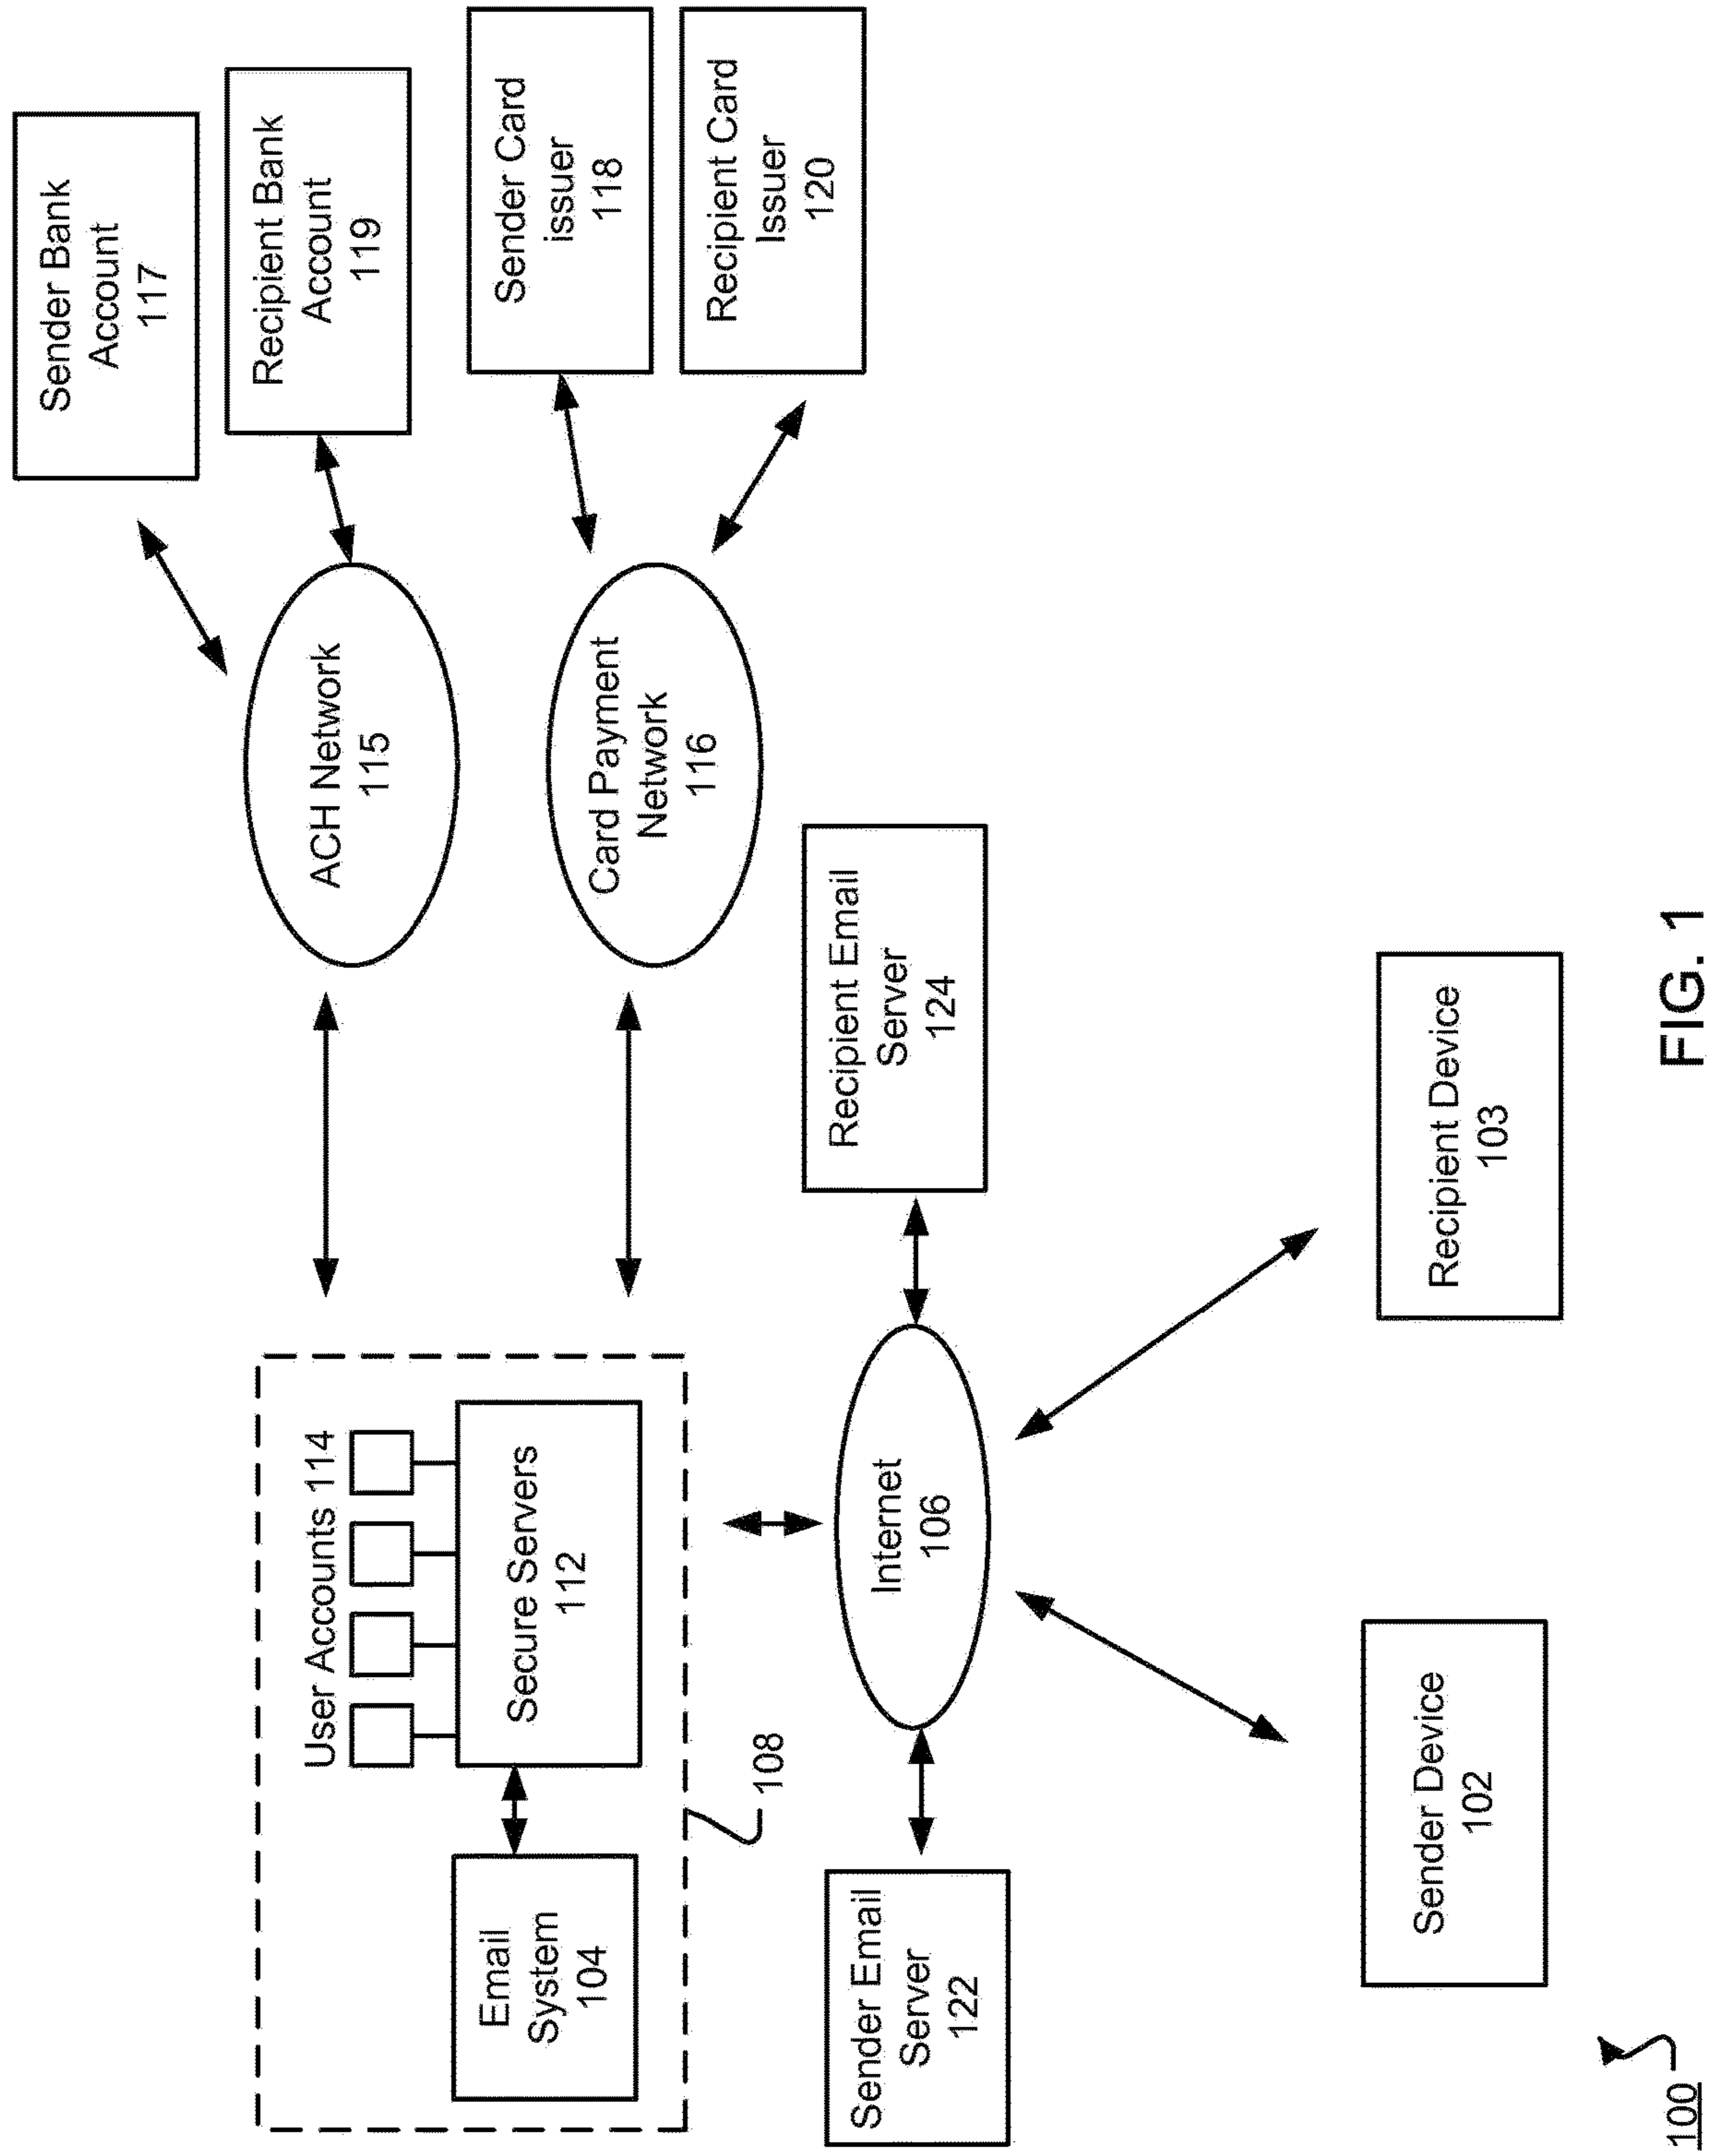 Sender Bank
Account
117
Recipient Bank
Account
119
ACH Network
115
Sender Card
issuer
118
Recipient Card
Issuer
120
Card Payment
Network
116
User Accounts 114
Secure Servers
112
Email
System
104
108
Recipient Email
Server
124
Internet
106
Sender Email
Server
122
Sender Device
102
Recipient Device
103
100
FIG. 1